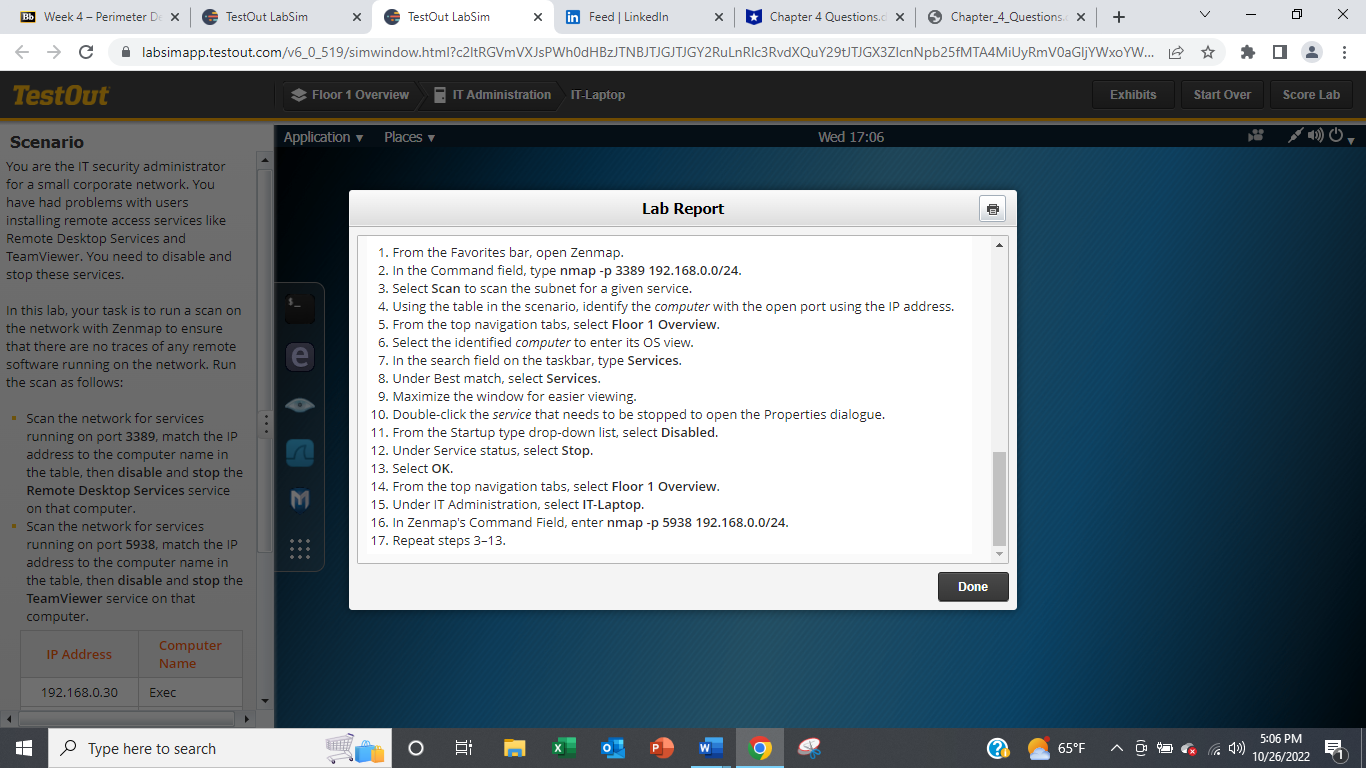 Week 4 – Perimeter De
TestOut LabSim
TestOut LabSim
Feed | LinkedIn
Chapter 4 Questions.d
Chapter_4_Questions.
TestOut
Floor 1 Overview
IT Administration
IT-Laptop
Exhibits
Start Over
Score Lab
Scenario
You are the IT security administrator
for a small corporate network. You
have had problems with users
installing remote access services like
Remote Desktop Services and
TeamViewer. You need to disable and
stop these services.
In this lab, your task is to run a scan on
the network with Zenmap to ensure
that there are no traces of any remote
software running on the network. Run
the scan as follows:
Scan the network for services
running on port 3389, match the IP
address to the computer name in
the table, then disable and stop the
Remote Desktop Services service
on that computer.
Scan the network for services
running on port 5938, match the IP
address to the computer name in
the table, then disable and stop the
TeamViewer service on that
computer.
IP Address
Computer
Name
192.168.0.30
Exec
Application ▾
Places ▾
Wed 17:06
Lab Report
1. From the Favorites bar, open Zenmap.
2. In the Command field, type nmap -p 3389 192.168.0.0/24.
3. Select Scan to scan the subnet for a given service.
4. Using the table in the scenario, identify the computer with the open port using the IP address.
5. From the top navigation tabs, select Floor 1 Overview.
6. Select the identified computer to enter its OS view.
7. In the search field on the taskbar, type Services.
8. Under Best match, select Services.
9. Maximize the window for easier viewing.
10. Double-click the service that needs to be stopped to open the Properties dialogue.
11. From the Startup type drop-down list, select Disabled.
12. Under Service status, select Stop.
13. Select OK.
14. From the top navigation tabs, select Floor 1 Overview.
15. Under IT Administration, select IT-Laptop.
16. In Zenmap's Command Field, enter nmap -p 5938 192.168.0.0/24.
17. Repeat steps 3–13.
Done
Type here to search
65°F
5:06 PM
10/26/2022
1